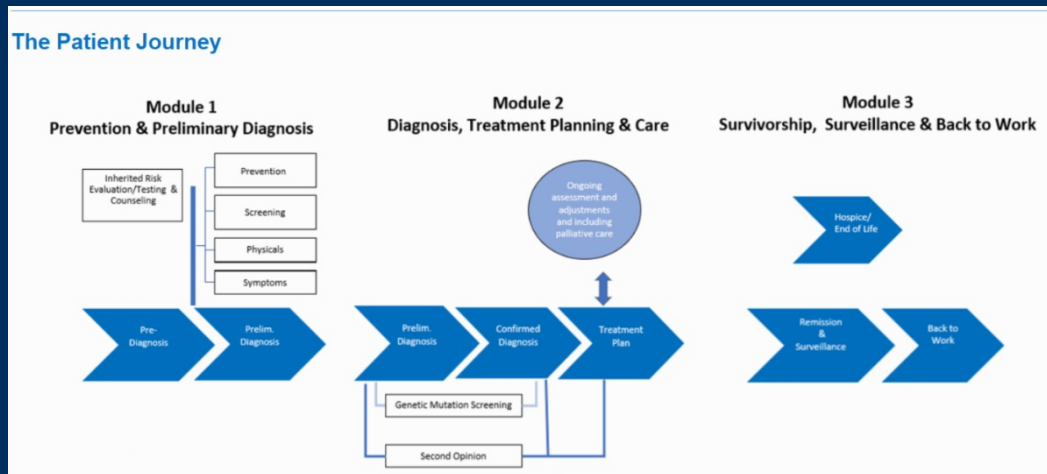 The Patient Journey
Module 1
Prevention & Preliminary Diagnosis
Inherited Risk
Evaluation/Testing &
Counseling
Prevention
Screening
Physicals
Symptoms
Pre-
Diagnosis
Prelim.
Diagnosis
Module 2
Diagnosis, Treatment Planning & Care
Ongoing
assessment and
adjustments
and including
palliative care
Prelim.
Diagnosis
Confirmed
Diagnosis
Treatment
Plan
Genetic Mutation Screening
Second Opinion
Module 3
Survivorship, Surveillance & Back to Work
Hospice/
End of Life
Remission
&
Surveillance
Back to
Work